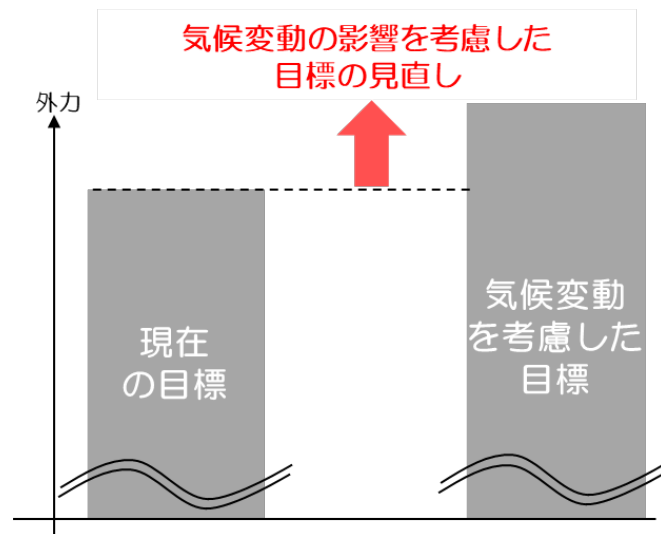 気候変動の影響を考慮した
目標の見直し
外力
現在
の目標
気候変動
を考慮した
目標